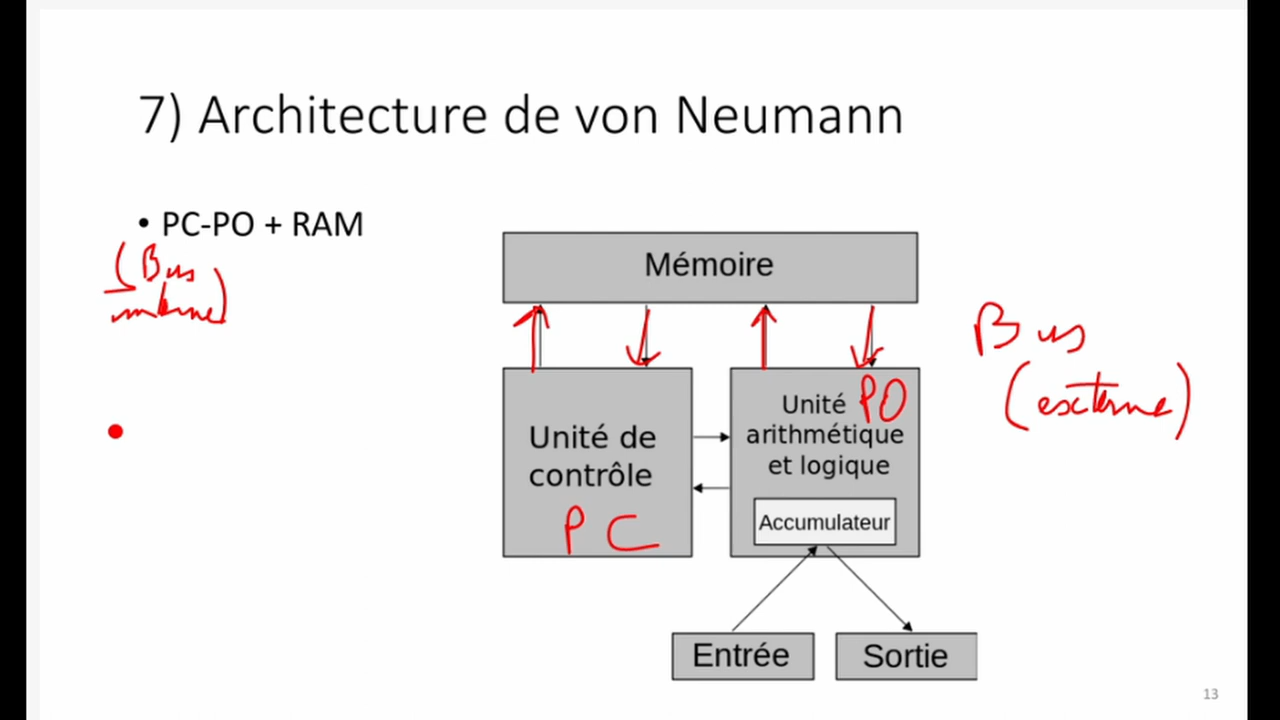 7) Architecture de von Neumann
• PC-PO + RAM
(Bus
interne)
Mémoire
Bus
(externe)
Unité de
contrôle
PC
Unité PO
arithmétique
et logique
Accumulateur
Entrée
Sortie
13